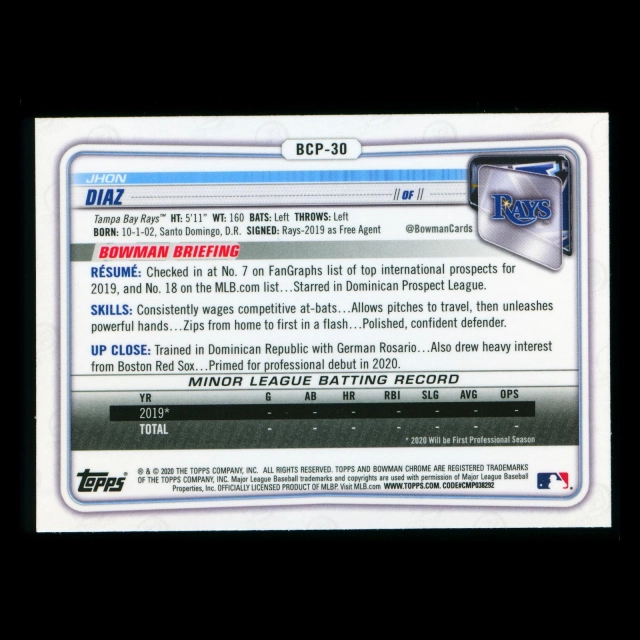 BCP-30
JHON
DIAZ
|| OF ||
RAYS
Tampa Bay Rays™ HT: 5'11" WT: 160 BATS: Left THROWS: Left
BORN: 10-1-02, Santo Domingo, D.R. SIGNED: Rays-2019 as Free Agent @BowmanCards
BOWMAN BRIEFING
RÉSUMÉ: Checked in at No. 7 on FanGraphs list of top international prospects for
2019, and No. 18 on the MLB.com list...Starred in Dominican Prospect League.
SKILLS: Consistently wages competitive at-bats...Allows pitches to travel, then unleashes
powerful hands...Zips from home to first in a flash...Polished, confident defender.
UP CLOSE: Trained in Dominican Republic with German Rosario...Also drew heavy interest
from Boston Red Sox...Primed for professional debut in 2020.
MINOR LEAGUE BATTING RECORD
YR G AB HR RBI SLG AVG OPS
2019* - - - - - - -
TOTAL - - - - - - -
* 2020 Will be First Professional Season
TOPPS
® & © 2020 THE TOPPS COMPANY, INC. ALL RIGHTS RESERVED. TOPPS AND BOWMAN CHROME ARE REGISTERED TRADEMARKS
OF THE TOPPS COMPANY, INC. Major League Baseball trademarks and copyrights are used with permission of Major League Baseball
Properties, Inc. OFFICIALLY LICENSED PRODUCT OF MLBP. Visit MLB.com WWW.TOPPS.COM. CODE#CMP038292